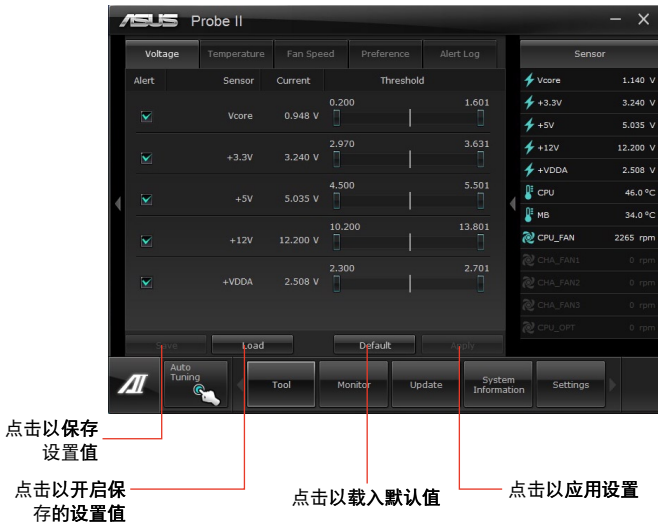 ASUS Probe II
Voltage Temperature Fan Speed Preference Alert Log
Alert Sensor Current Threshold
Vcore 0.948 V 0.200 1.601
+3.3V 3.240 V 2.970 3.631
+5V 5.035 V 4.500 5.501
+12V 12.200 V 10.200 13.801
+VDDA 2.508 V 2.300 2.701
Save Load Default Apply
Sensor
Vcore 1.140 V
+3.3V 3.240 V
+5V 5.035 V
+12V 12.200 V
+VDDA 2.508 V
CPU 46.0 ºC
MB 34.0 ºC
CPU_FAN 2265 rpm
CHA_FAN1 0 rpm
CHA_FAN2 0 rpm
CHA_FAN3 0 rpm
CPU_OPT 0 rpm
Auto
Tuning
Tool Monitor Update System
Information Settings
点击以保存
设置值
点击以开启保
存的设置值
点击以载入默认值
点击以应用设置